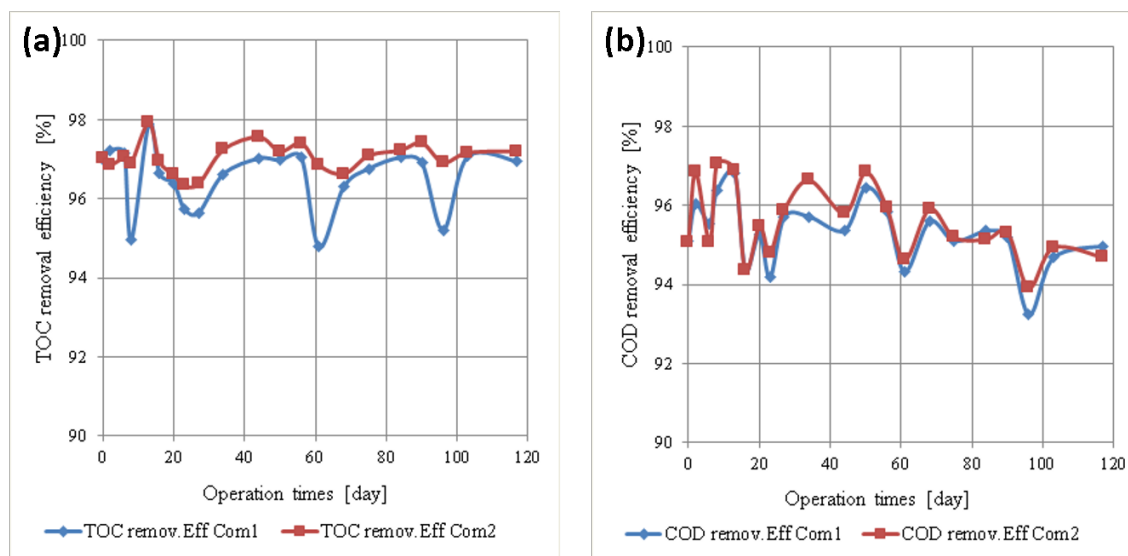 (a)
100
98
96
94
92
90
TOC removal efficiency [%]
0 20 40 60 80 100 120
Operation times [day]
TOC remov.Eff Com1 TOC remov.Eff Com2
(b)
100
98
96
94
92
90
COD removal efficiency [%]
0 20 40 60 80 100 120
Operation times [day]
COD remov.Eff Com1 COD remov.Eff Com2